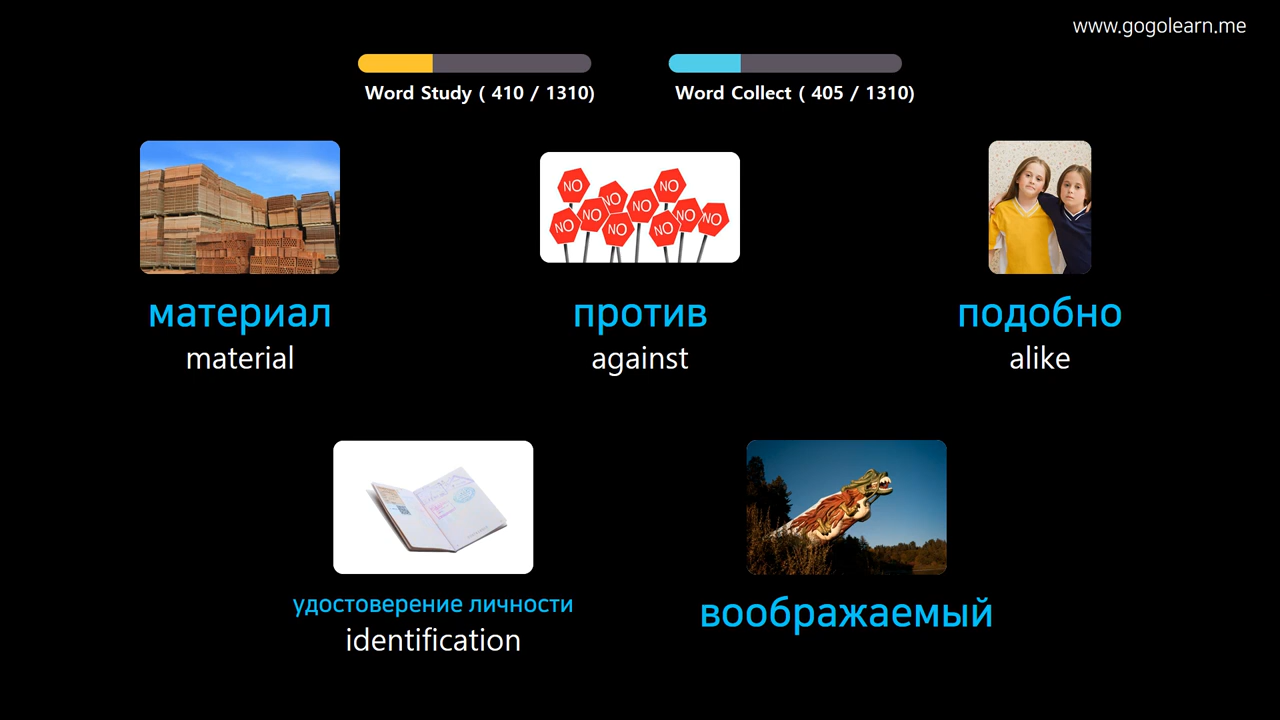 www.gogolearn.me
Word Study ( 410 / 1310)
Word Collect ( 405 / 1310)
NO
NO
NO
NO
NO
NO
NO
NO
NO
NO
материал
material
против
against
подобно
alike
удостоверение личности
identification
воображаемый